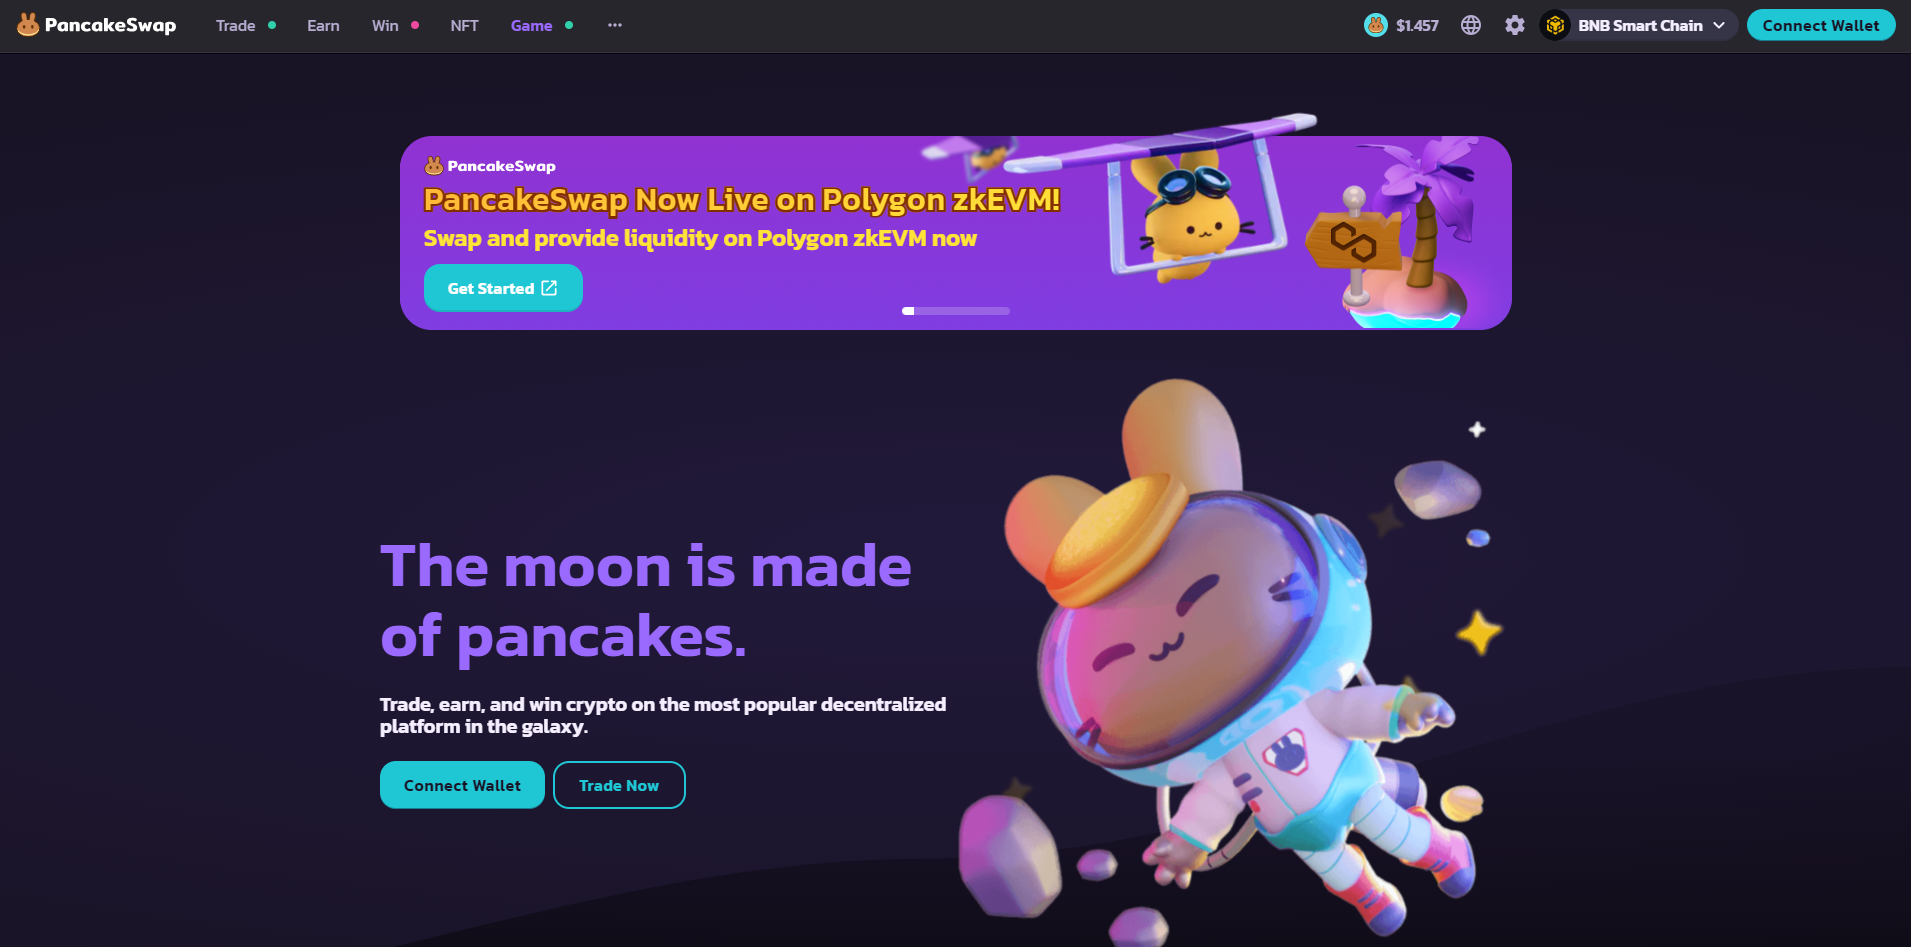 PancakeSwap Trade Earn Win NFT Game ... $1.457 BNB Smart Chain Connect Wallet
PancakeSwap
PancakeSwap Now Live on Polygon zkEVM!
Swap and provide liquidity on Polygon zkEVM now
Get Started
The moon is made
of pancakes.
Trade, earn, and win crypto on the most popular decentralized
platform in the galaxy.
Connect Wallet Trade Now